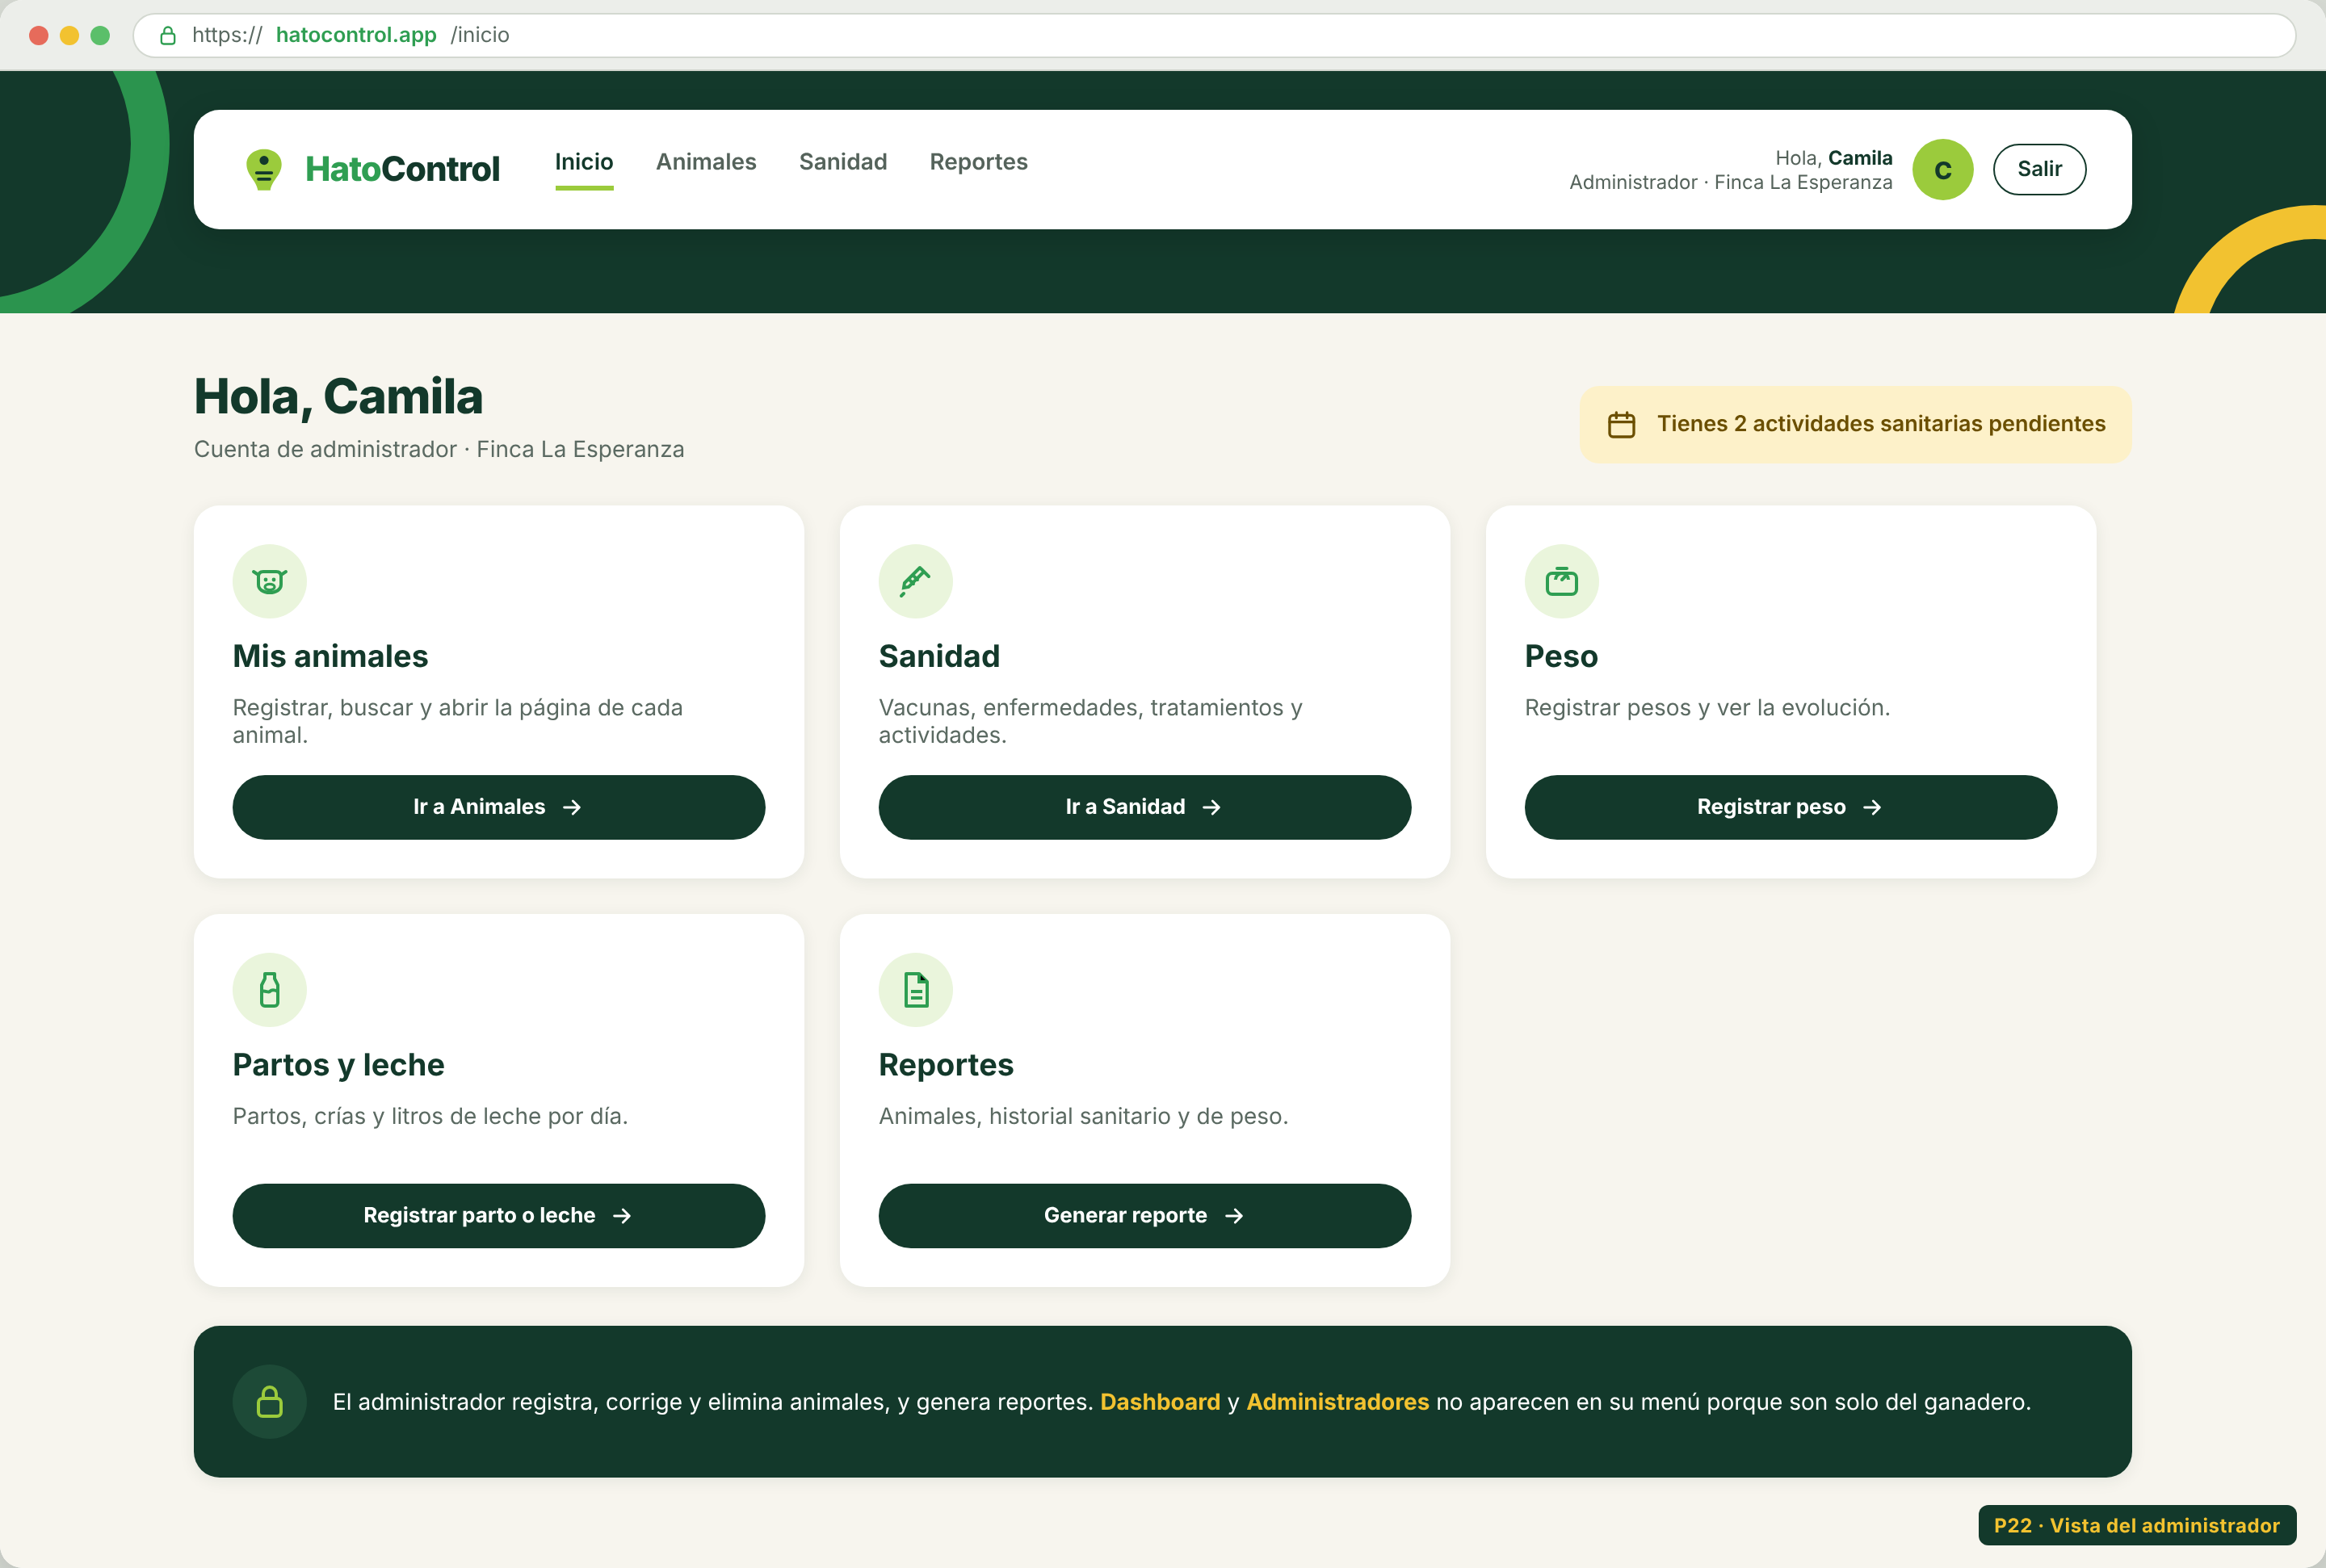 https:// hatocontrol.app /inicio
HatoControl
Inicio
Animales
Sanidad
Reportes
Hola, Camila
Administrador · Finca La Esperanza
C
Salir
Hola, Camila
Cuenta de administrador · Finca La Esperanza
Tienes 2 actividades sanitarias pendientes
Mis animales
Registrar, buscar y abrir la página de cada
animal.
Ir a Animales →
Sanidad
Vacunas, enfermedades, tratamientos y
actividades.
Ir a Sanidad →
Peso
Registrar pesos y ver la evolución.
Registrar peso →
Partos y leche
Partos, crías y litros de leche por día.
Registrar parto o leche →
Reportes
Animales, historial sanitario y de peso.
Generar reporte →
El administrador registra, corrige y elimina animales, y genera reportes. Dashboard y Administradores no aparecen en su menú porque son solo del ganadero.
P22 · Vista del administrador